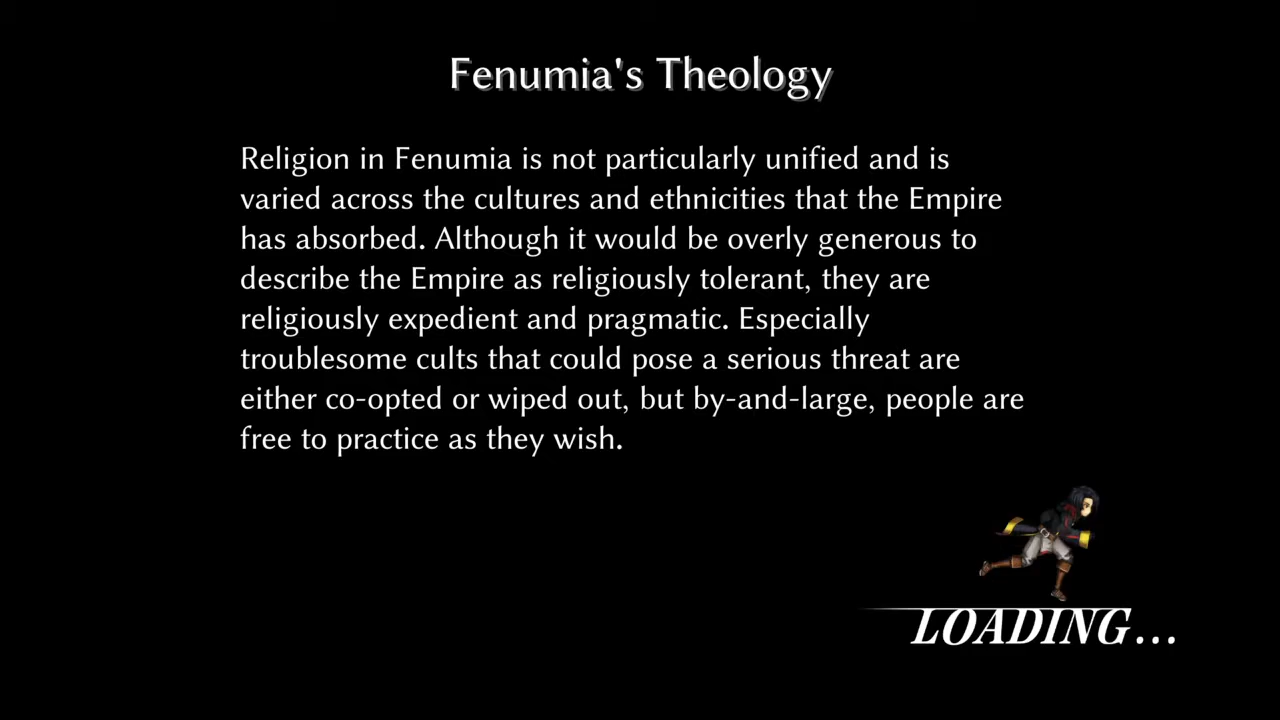 Fenumia's Theology
Religion in Fenumia is not particularly unified and is
varied across the cultures and ethnicities that the Empire
has absorbed. Although it would be overly generous to
describe the Empire as religiously tolerant, they are
religiously expedient and pragmatic. Especially
troublesome cults that could pose a serious threat are
either co-opted or wiped out, but by-and-large, people are
free to practice as they wish.
LOADING...